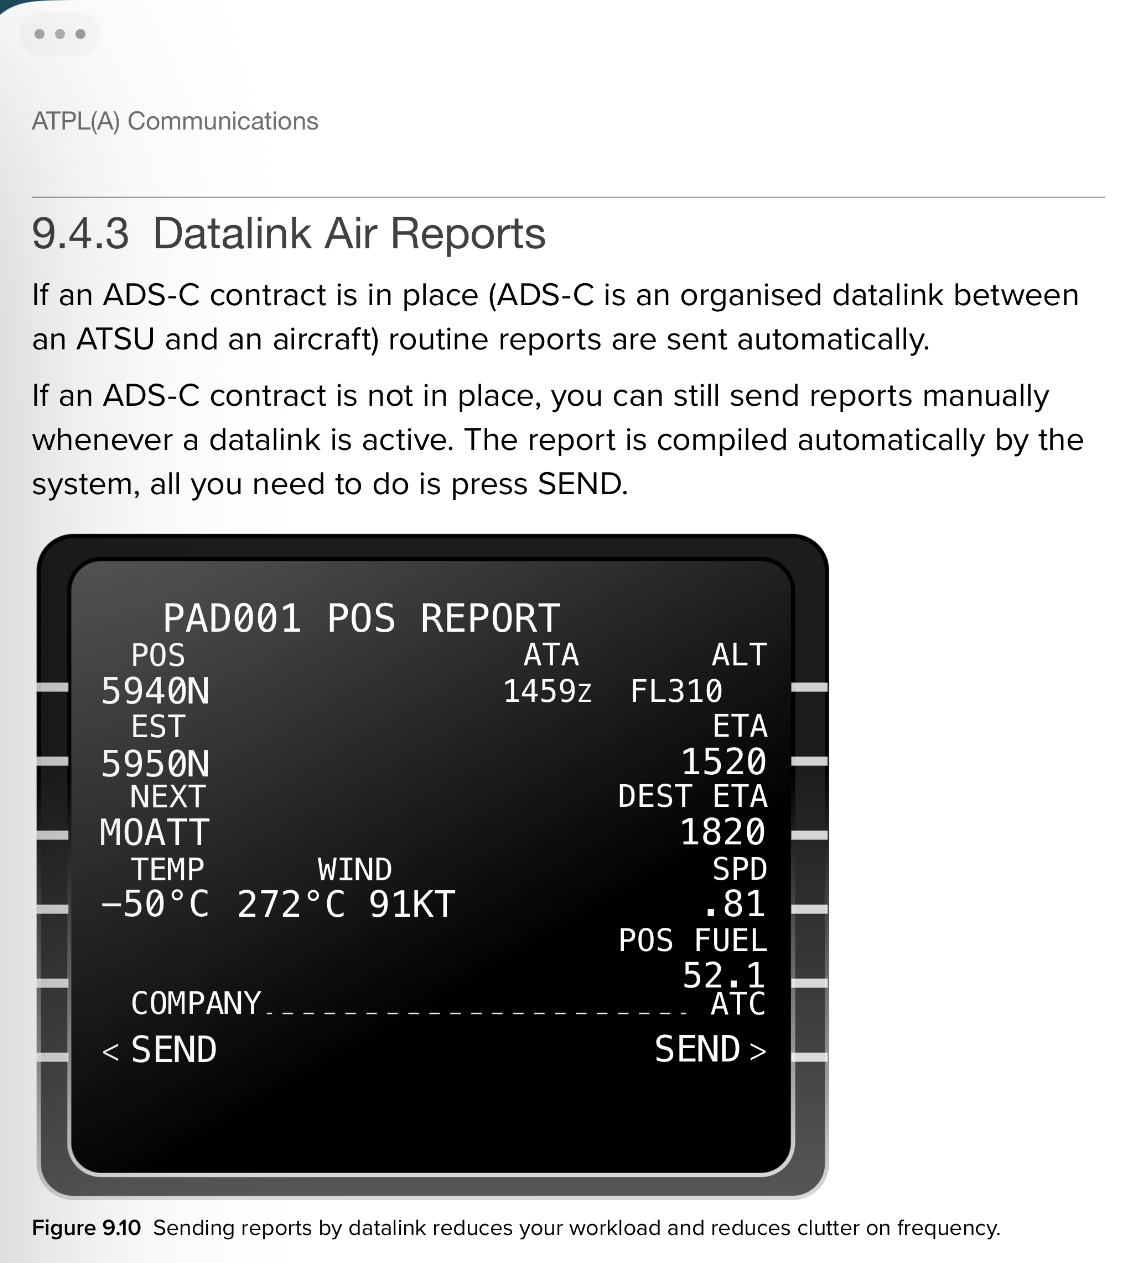 ATPL(A) Communications
9.4.3 Datalink Air Reports
If an ADS-C contract is in place (ADS-C is an organised datalink between
an ATSU and an aircraft) routine reports are sent automatically.
If an ADS-C contract is not in place, you can still send reports manually
whenever a datalink is active. The report is compiled automatically by the
system, all you need to do is press SEND.
PAD001 POS REPORT
POS ATA ALT
5940N 1459z FL310
EST ETA
5950N 1520
NEXT DEST ETA
MOATT 1820
TEMP WIND SPD
−50°C 272°C 91KT .81
POS FUEL
52.1
COMPANY ATC
< SEND SEND >
Figure 9.10 Sending reports by datalink reduces your workload and reduces clutter on frequency.